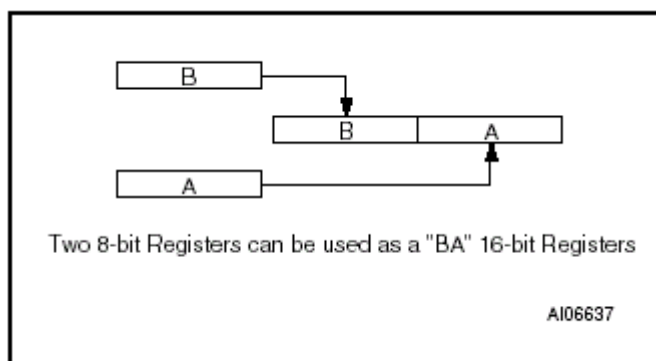 B
B A
A
Two 8-bit Registers can be used as a "BA" 16-bit Registers
AI06637